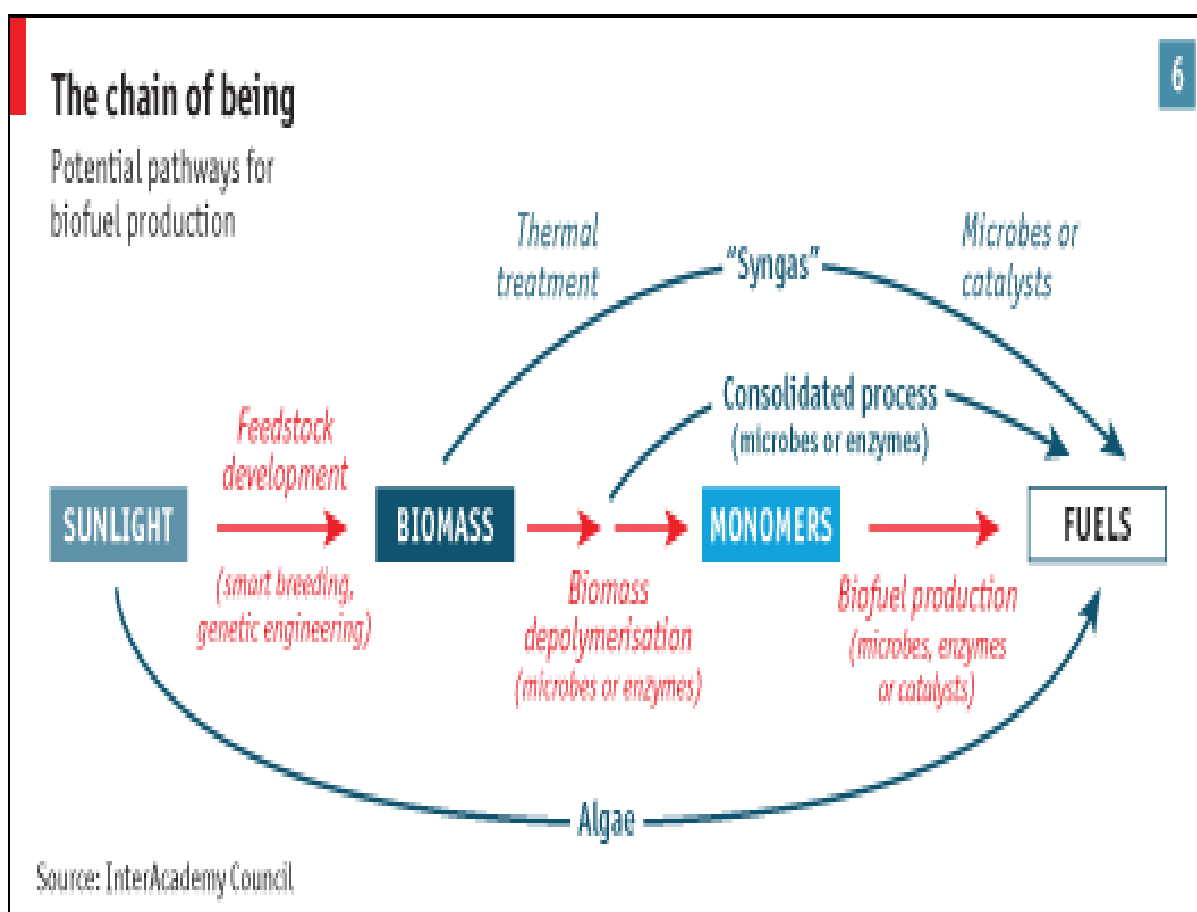 The chain of being
6
Potential pathways for
biofuel production
Thermal
treatment
"Syngas"
Microbes or
catalysts
Consolidated process
(microbes or enzymes)
Feedstock
development
SUNLIGHT
BIOMASS
MONOMERS
FUELS
(smart breeding,
genetic engineering)
Biomass
depolymerisation
(microbes or enzymes)
Biofuel production
(microbes, enzymes
or catalysts)
Algae
Source: InterAcademy Council